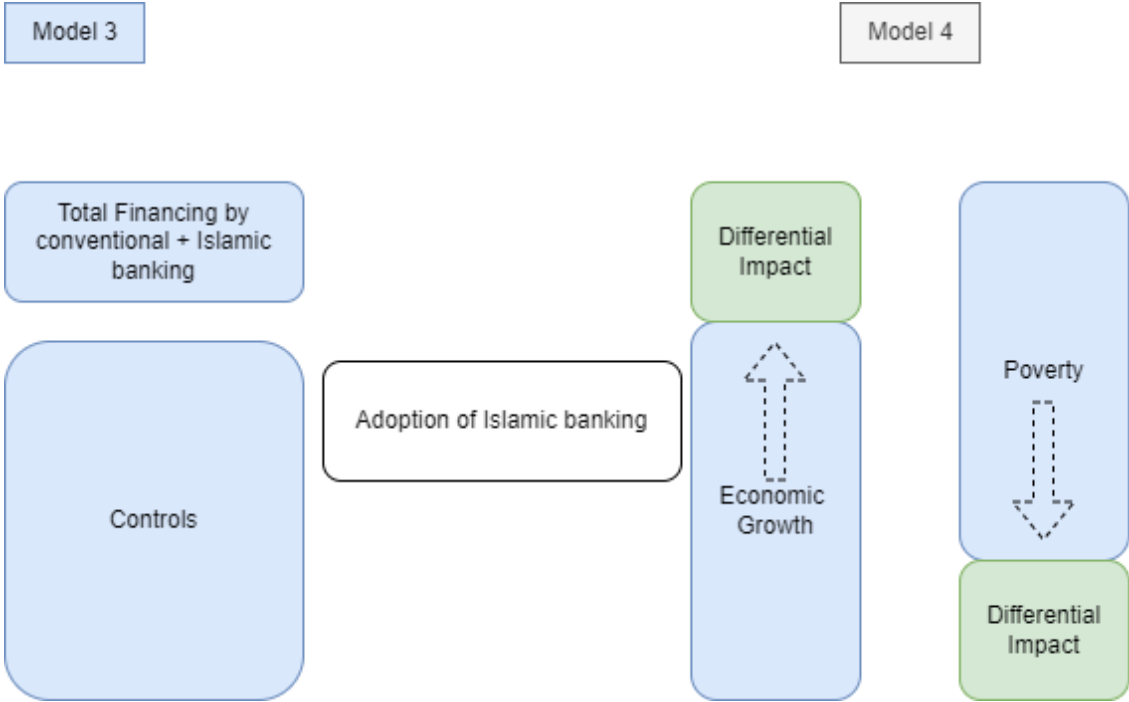 Model 3
Model 4
Total Financing by
conventional + Islamic
banking
Differential
Impact
Poverty
Adoption of Islamic banking
Controls
Economic
Growth
Differential
Impact